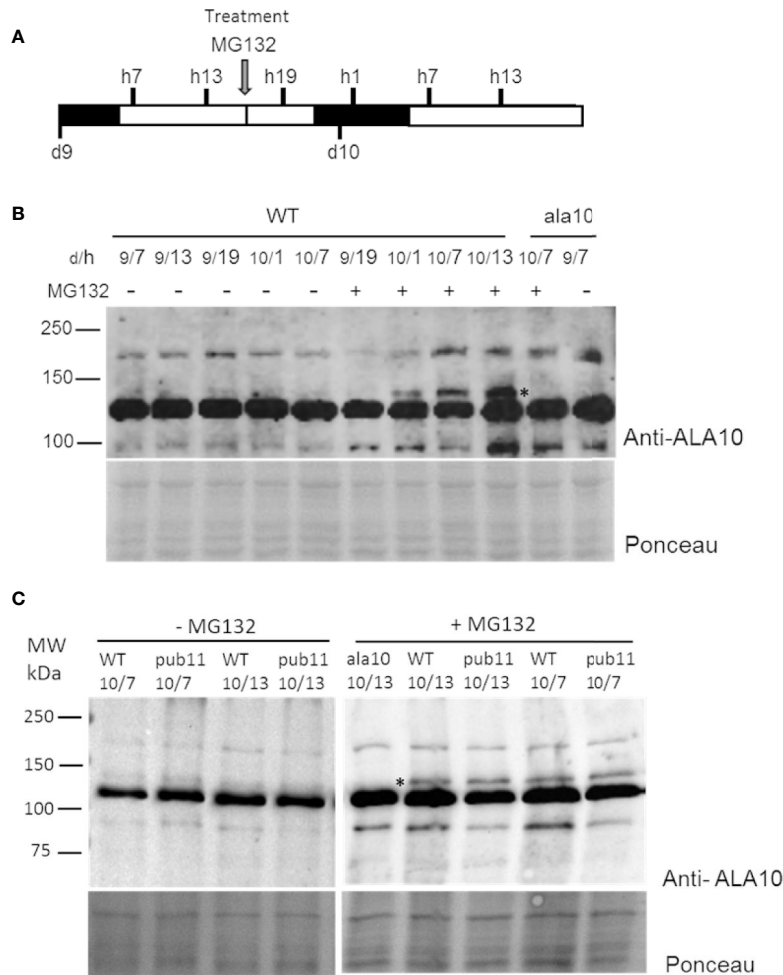 A
Treatment
MG132
h7 h13 h19 h1 h7 h13
d9 d10
B
WT ala10
d/h 9/7 9/13 9/19 10/1 10/7 9/19 10/1 10/7 10/13 10/7 9/7
MG132 - - - - - + + + + + -
250
150
*
100
Anti-ALA10
Ponceau
C
- MG132 + MG132
MW
kDa
WT pub11 WT pub11 ala10 WT pub11 WT pub11
10/7 10/7 10/13 10/13 10/13 10/13 10/13 10/7 10/7
250
150
*
100
75
Anti- ALA10
Ponceau